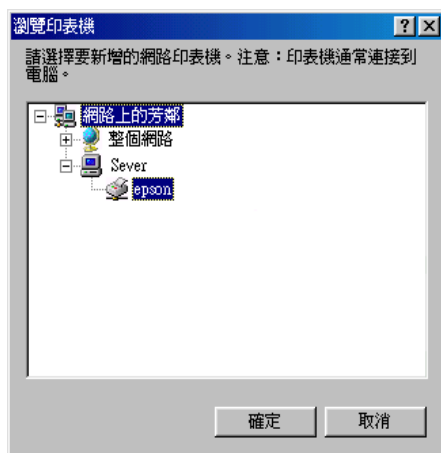 瀏覽印表機
請選擇要新增的網路印表機。注意：印表機通常連接到
電腦。
網路上的芳鄰
整個網路
Sever
epson
確定
取消